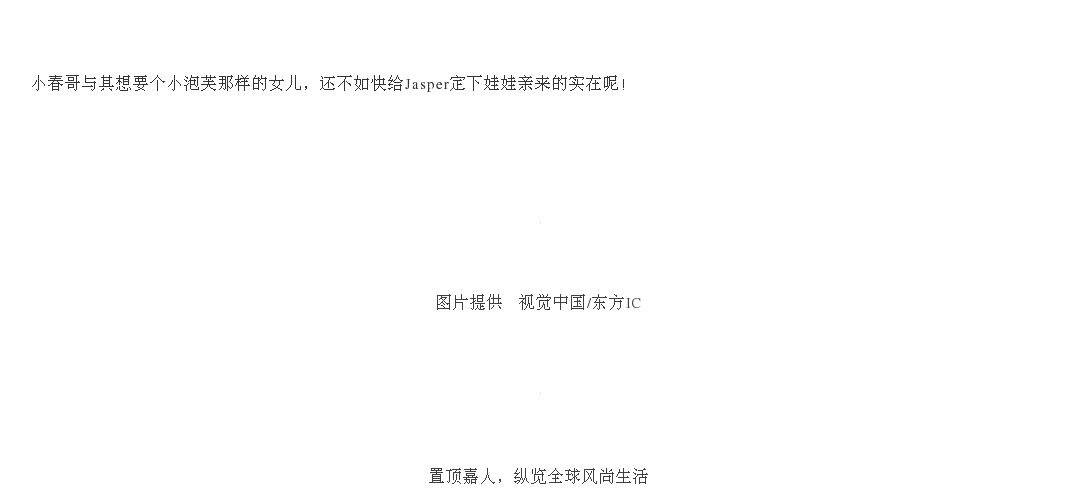 小春哥与其想要个小泡芙那样的女儿，还不如快给Jasper定下娃娃亲来的实在呢！
图片提供　视觉中国/东方IC
置顶嘉人，纵览全球风尚生活